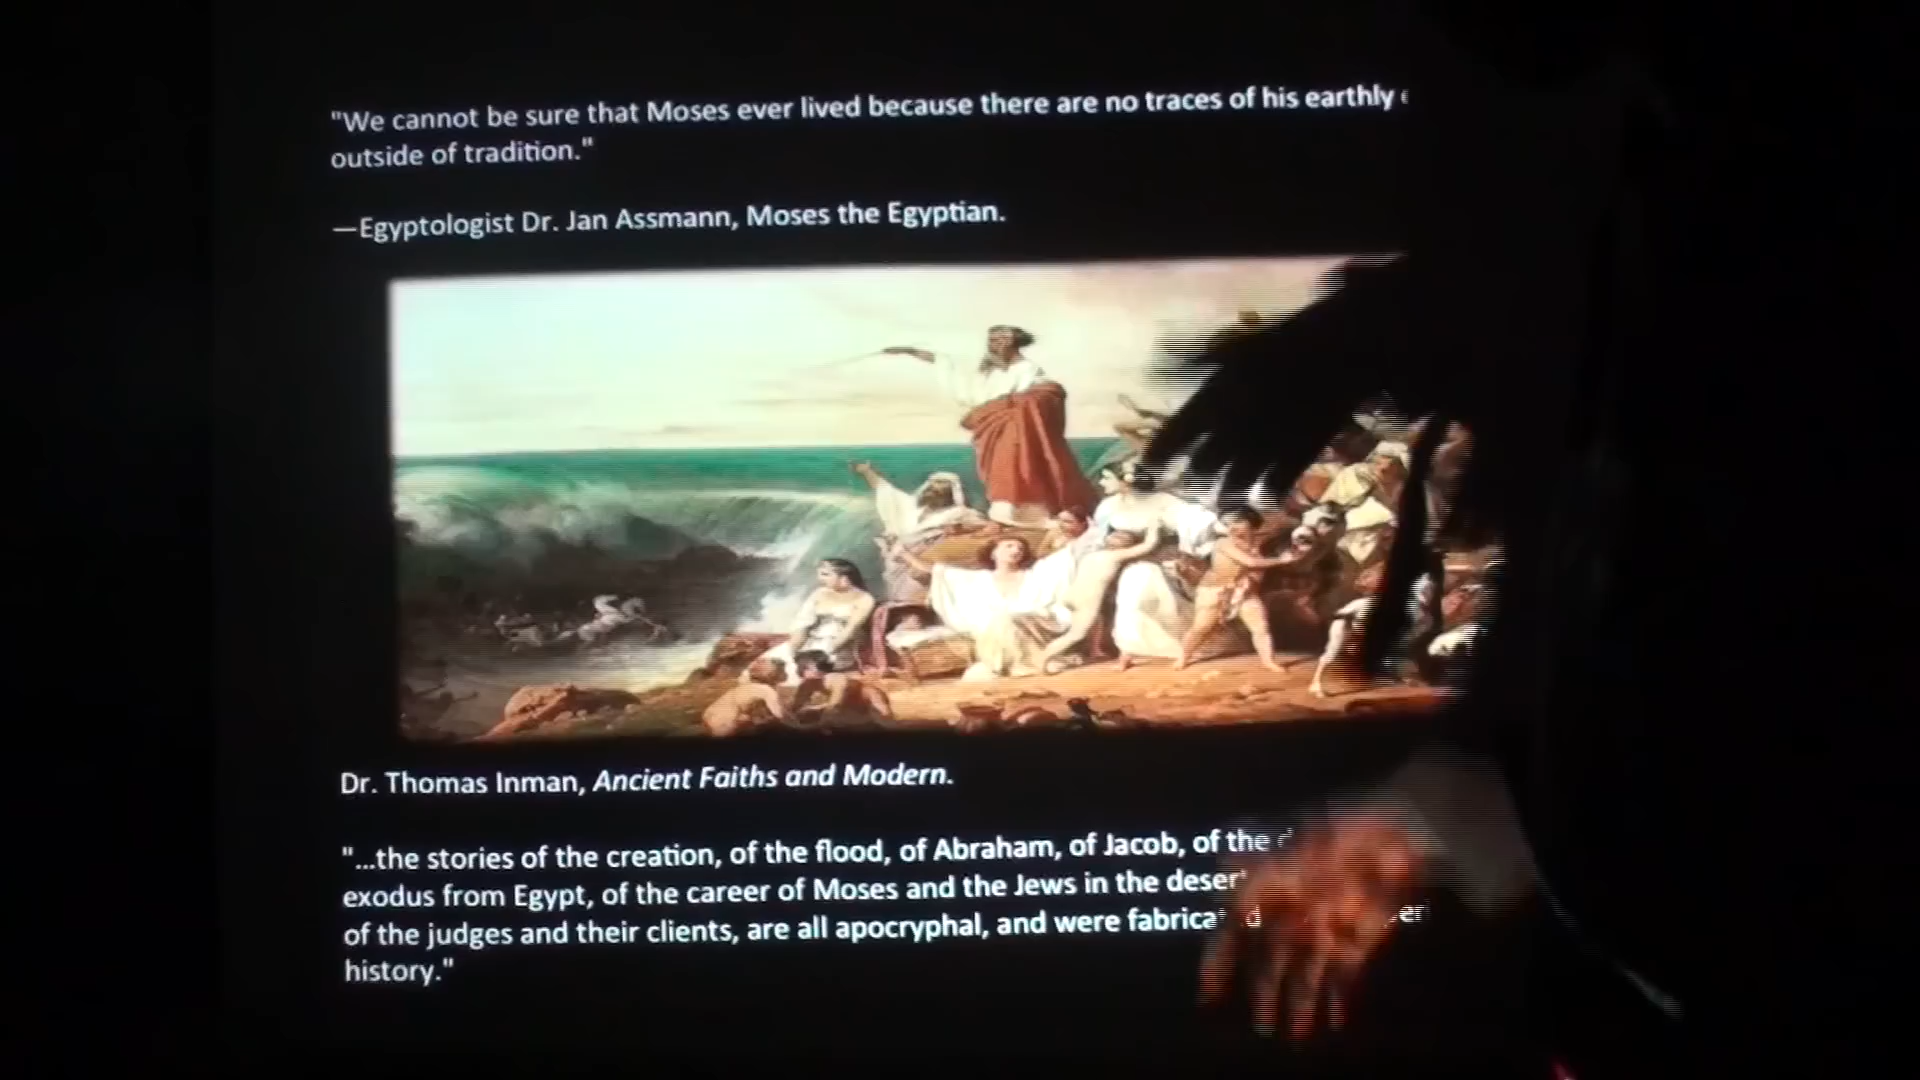 "We cannot be sure that Moses ever lived because there are no traces of his earthly
outside of tradition."
—Egyptologist Dr. Jan Assmann, Moses the Egyptian.
Dr. Thomas Inman, Ancient Faiths and Modern.
"...the stories of the creation, of the flood, of Abraham, of Jacob, of the
exodus from Egypt, of the career of Moses and the Jews in the
of the judges and their clients, are all apocryphal, and were
history."